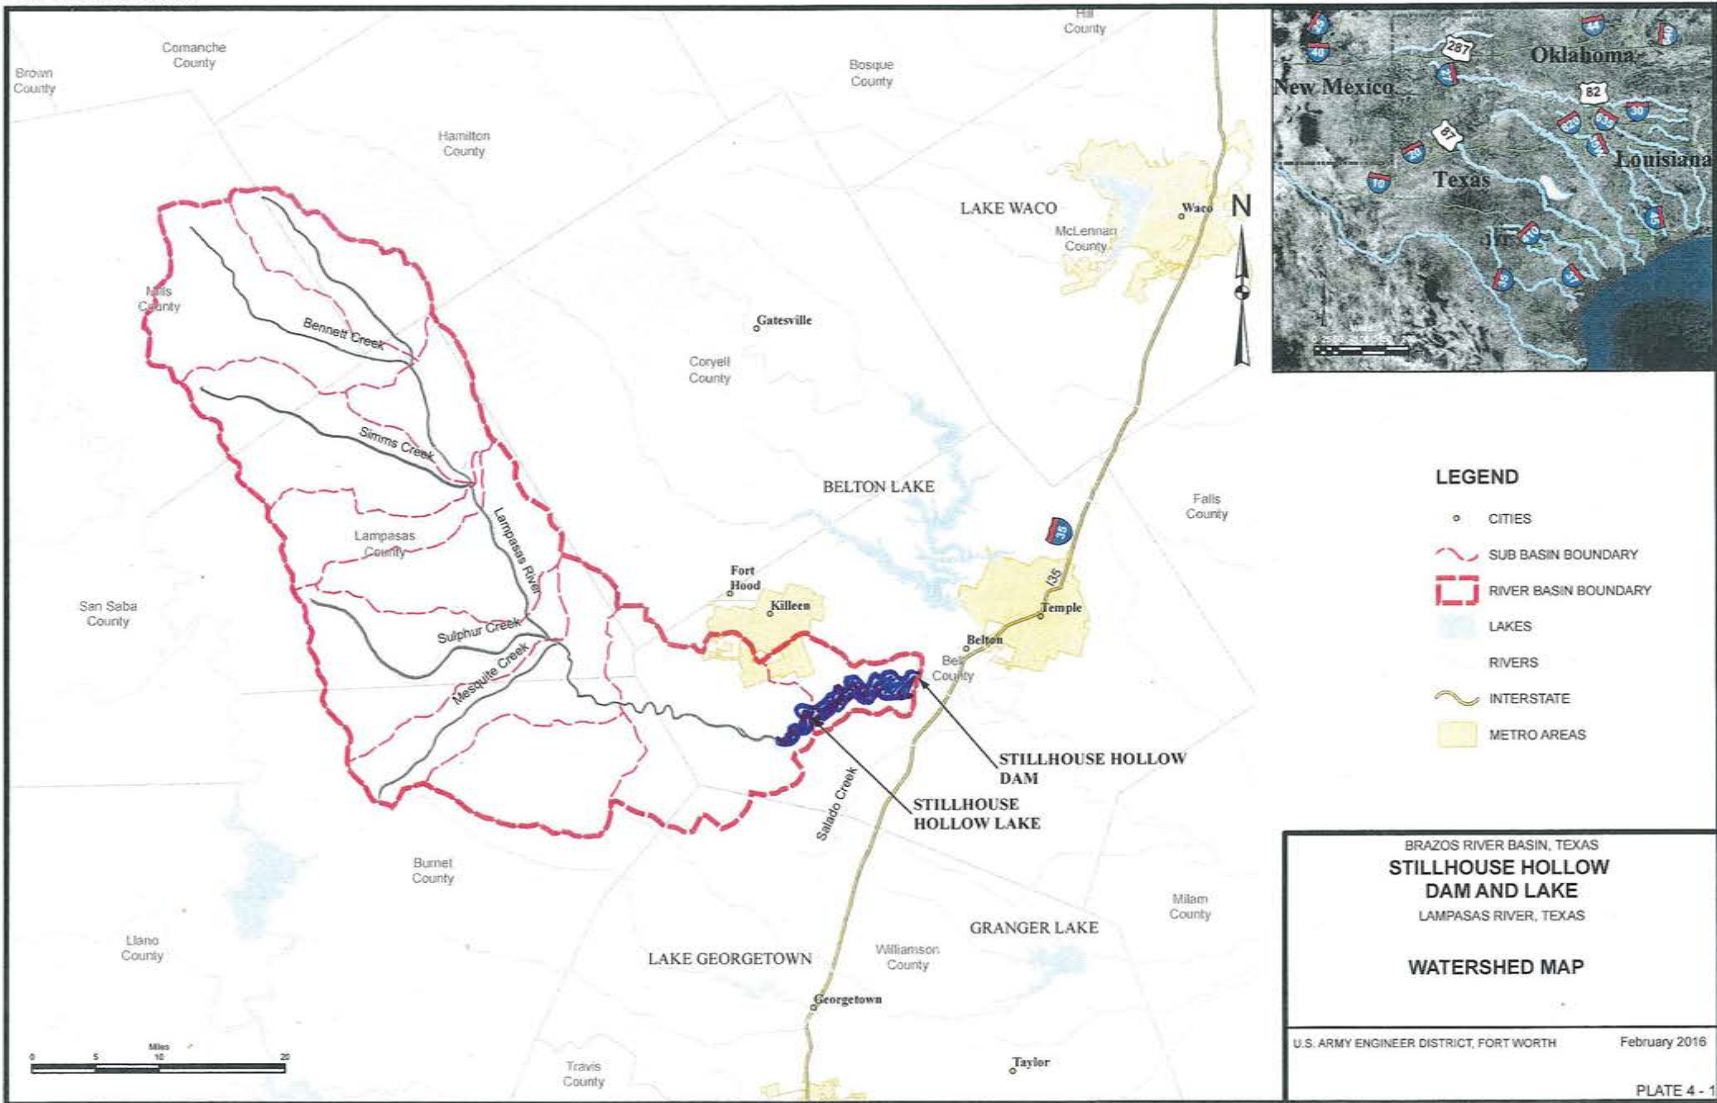 Comanche
County
Brown
County
Hill
County
Bosque
County
Hamilton
County
LAKE WACO
Waco
McLennan
County
N
Mills
County
Bennett Creek
Gatesville
Coryell
County
Simms Creek
BELTON LAKE
Falls
County
Lampasas
County
Lampasas River
35
I35
Fort
Hood
Killeen
Temple
San Saba
County
Sulphur Creek
Mesquite Creek
Belton
Bell
County
STILLHOUSE HOLLOW
DAM
STILLHOUSE
HOLLOW LAKE
Salado Creek
Burnet
County
Milam
County
Llano
County
LAKE GEORGETOWN
GRANGER LAKE
Williamson
County
Georgetown
Taylor
Travis
County
Miles
0 5 10 20
New Mexico
Oklahoma
Texas
Louisiana
40
287
44
82
30
87
20
10
45
LEGEND
CITIES
SUB BASIN BOUNDARY
RIVER BASIN BOUNDARY
LAKES
RIVERS
INTERSTATE
METRO AREAS
BRAZOS RIVER BASIN, TEXAS
STILLHOUSE HOLLOW
DAM AND LAKE
LAMPASAS RIVER, TEXAS
WATERSHED MAP
U.S. ARMY ENGINEER DISTRICT, FORT WORTH
February 2016
PLATE 4 - 1